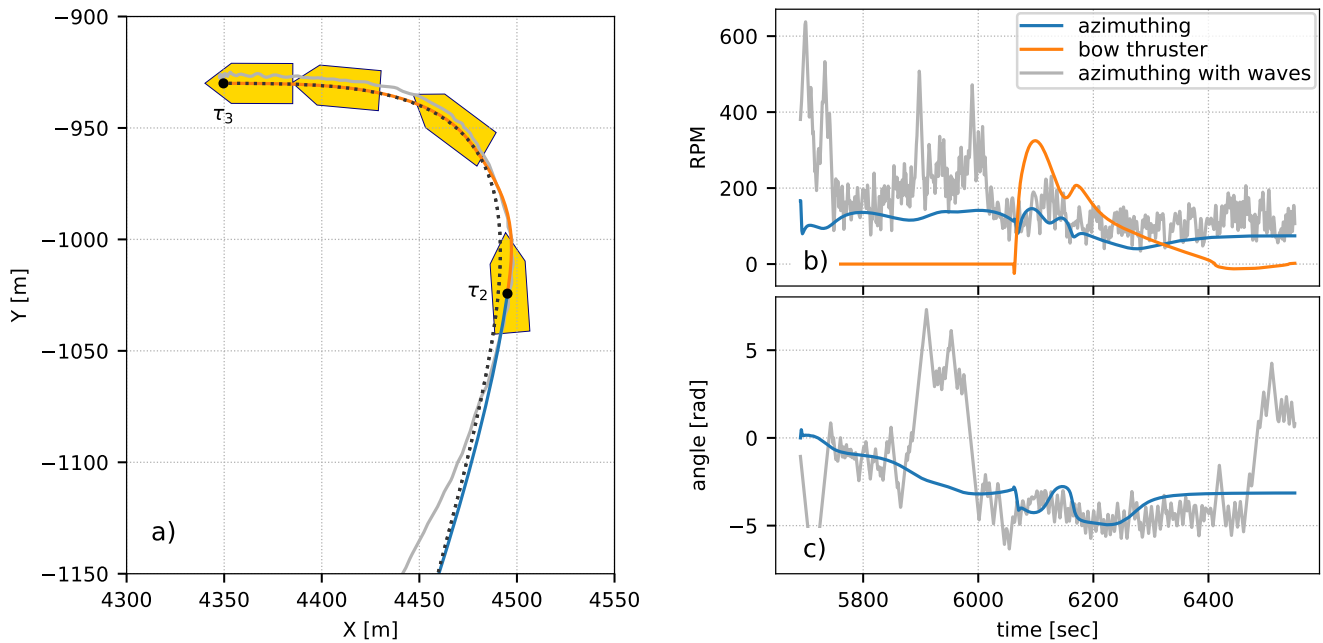 −900
−950
−1000
−1050
−1100
−1150
Y [m]
4300
4350
4400
4450
4500
4550
X [m]
τ3
τ2
a)
600
400
200
0
RPM
azimuthing
bow thruster
azimuthing with waves
b)
5
0
−5
angle [rad]
c)
5800
6000
6200
6400
time [sec]